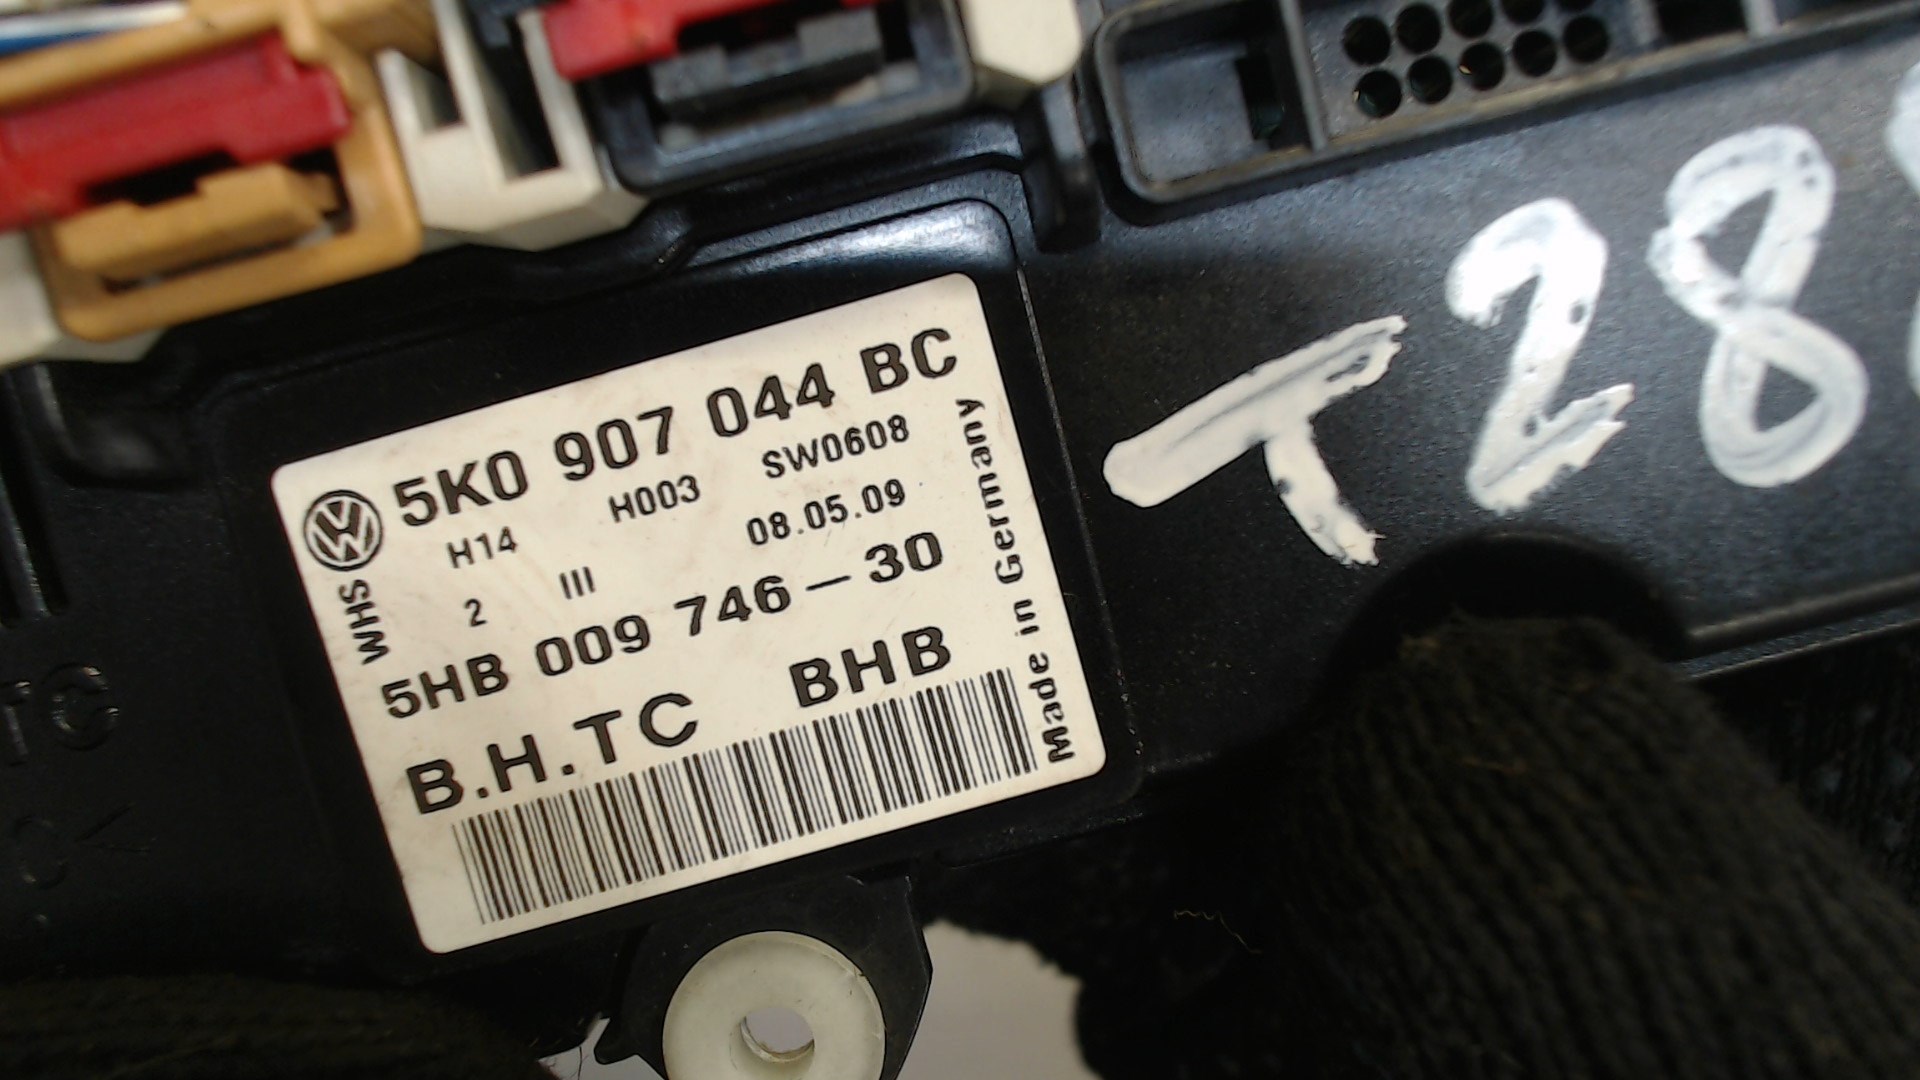 5K0 907 044 BC
H14 H003 SW0608
2 III 08.05.09
5HB 009 746-30
B.H.TC BHB
WHS
Made in Germany
T28
TC